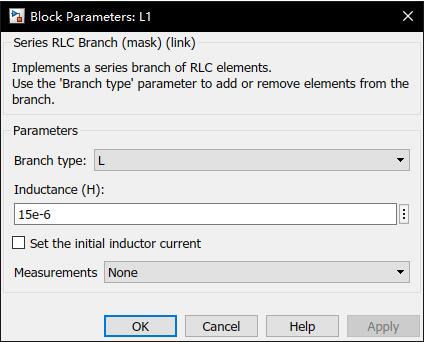 Block Parameters: L1
Series RLC Branch (mask) (link)
Implements a series branch of RLC elements.
Use the 'Branch type' parameter to add or remove elements from the
branch.
Parameters
Branch type: L
Inductance (H):
15e-6
Set the initial inductor current
Measurements None
OK Cancel Help Apply